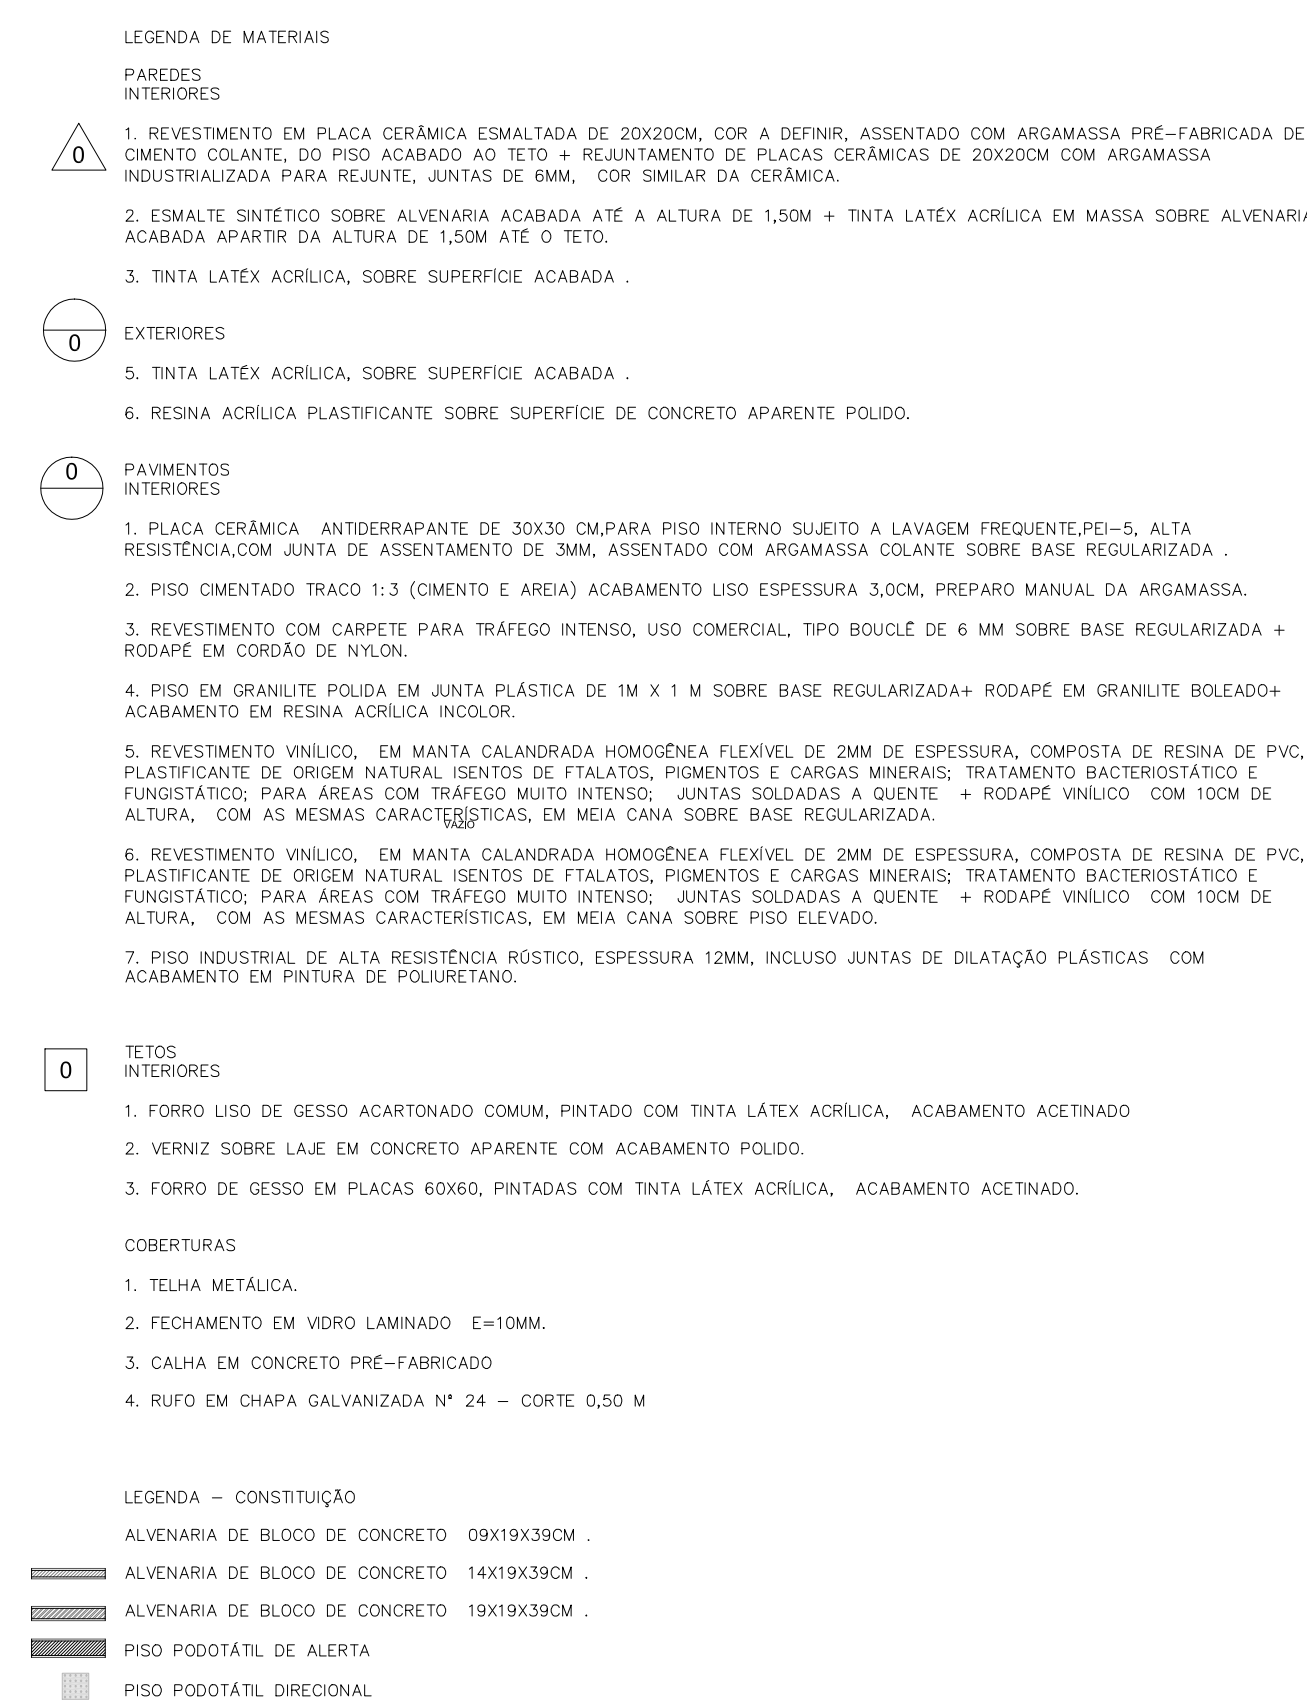 LEGENDA DE MATERIAIS
PAREDES
INTERIORES
0
1. REVESTIMENTO EM PLACA CERÂMICA ESMALTADA DE 20X20CM, COR A DEFINIR, ASSENTADO COM ARGAMASSA PRÉ-FABRICADA DE
CIMENTO COLANTE, DO PISO ACABADO AO TETO + REJUNTAMENTO DE PLACAS CERÂMICAS DE 20X20CM COM ARGAMASSA
INDUSTRIALIZADA PARA REJUNTE, JUNTAS DE 6MM, COR SIMILAR DA CERÂMICA.
2. ESMALTE SINTÉTICO SOBRE ALVENARIA ACABADA ATÉ A ALTURA DE 1,50M + TINTA LATÉX ACRÍLICA EM MASSA SOBRE ALVENARIA
ACABADA APARTIR DA ALTURA DE 1,50M ATÉ O TETO.
3. TINTA LATÉX ACRÍLICA, SOBRE SUPERFÍCIE ACABADA .
0
EXTERIORES
5. TINTA LATÉX ACRÍLICA, SOBRE SUPERFÍCIE ACABADA .
6. RESINA ACRÍLICA PLASTIFICANTE SOBRE SUPERFÍCIE DE CONCRETO APARENTE POLIDO.
0
PAVIMENTOS
INTERIORES
1. PLACA CERÂMICA ANTIDERRAPANTE DE 30X30 CM,PARA PISO INTERNO SUJEITO A LAVAGEM FREQUENTE,PEI-5, ALTA
RESISTÊNCIA,COM JUNTA DE ASSENTAMENTO DE 3MM, ASSENTADO COM ARGAMASSA COLANTE SOBRE BASE REGULARIZADA .
2. PISO CIMENTADO TRACO 1:3 (CIMENTO E AREIA) ACABAMENTO LISO ESPESSURA 3,0CM, PREPARO MANUAL DA ARGAMASSA.
3. REVESTIMENTO COM CARPETE PARA TRÁFEGO INTENSO, USO COMERCIAL, TIPO BOUCLÊ DE 6 MM SOBRE BASE REGULARIZADA +
RODAPÉ EM CORDÃO DE NYLON.
4. PISO EM GRANILITE POLIDA EM JUNTA PLÁSTICA DE 1M X 1 M SOBRE BASE REGULARIZADA+ RODAPÉ EM GRANILITE BOLEADO+
ACABAMENTO EM RESINA ACRÍLICA INCOLOR.
5. REVESTIMENTO VINÍLICO, EM MANTA CALANDRADA HOMOGÊNEA FLEXÍVEL DE 2MM DE ESPESSURA, COMPOSTA DE RESINA DE PVC,
PLASTIFICANTE DE ORIGEM NATURAL ISENTOS DE FTALATOS, PIGMENTOS E CARGAS MINERAIS; TRATAMENTO BACTERIOSTÁTICO E
FUNGISTÁTICO; PARA ÁREAS COM TRÁFEGO MUITO INTENSO; JUNTAS SOLDADAS A QUENTE + RODAPÉ VINÍLICO COM 10CM DE
ALTURA, COM AS MESMAS CARACTERÍSTICAS, EM MEIA CANA SOBRE BASE REGULARIZADA.
VAZIO
6. REVESTIMENTO VINÍLICO, EM MANTA CALANDRADA HOMOGÊNEA FLEXÍVEL DE 2MM DE ESPESSURA, COMPOSTA DE RESINA DE PVC,
PLASTIFICANTE DE ORIGEM NATURAL ISENTOS DE FTALATOS, PIGMENTOS E CARGAS MINERAIS; TRATAMENTO BACTERIOSTÁTICO E
FUNGISTÁTICO; PARA ÁREAS COM TRÁFEGO MUITO INTENSO; JUNTAS SOLDADAS A QUENTE + RODAPÉ VINÍLICO COM 10CM DE
ALTURA, COM AS MESMAS CARACTERÍSTICAS, EM MEIA CANA SOBRE PISO ELEVADO.
7. PISO INDUSTRIAL DE ALTA RESISTÊNCIA RÚSTICO, ESPESSURA 12MM, INCLUSO JUNTAS DE DILATAÇÃO PLÁSTICAS COM
ACABAMENTO EM PINTURA DE POLIURETANO.
0
TETOS
INTERIORES
1. FORRO LISO DE GESSO ACARTONADO COMUM, PINTADO COM TINTA LÁTEX ACRÍLICA, ACABAMENTO ACETINADO
2. VERNIZ SOBRE LAJE EM CONCRETO APARENTE COM ACABAMENTO POLIDO.
3. FORRO DE GESSO EM PLACAS 60X60, PINTADAS COM TINTA LÁTEX ACRÍLICA, ACABAMENTO ACETINADO.
COBERTURAS
1. TELHA METÁLICA.
2. FECHAMENTO EM VIDRO LAMINADO E=10MM.
3. CALHA EM CONCRETO PRÉ-FABRICADO
4. RUFO EM CHAPA GALVANIZADA Nº 24 - CORTE 0,50 M
LEGENDA - CONSTITUIÇÃO
ALVENARIA DE BLOCO DE CONCRETO 09X19X39CM .
ALVENARIA DE BLOCO DE CONCRETO 14X19X39CM .
ALVENARIA DE BLOCO DE CONCRETO 19X19X39CM .
PISO PODOTÁTIL DE ALERTA
PISO PODOTÁTIL DIRECIONAL